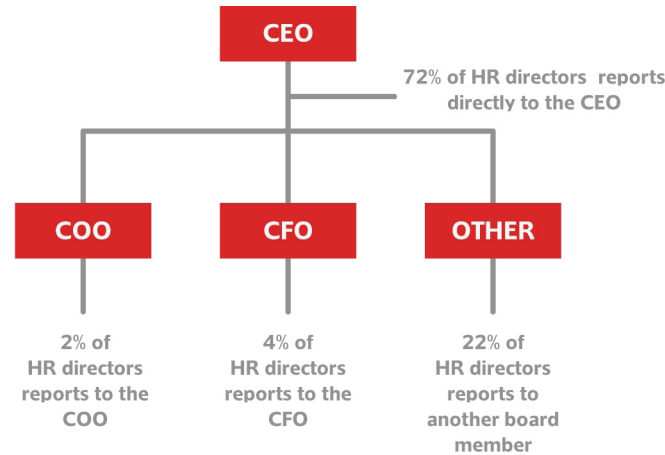 CEO
72% of HR directors reports
directly to the CEO
COO
CFO
OTHER
2% of
HR directors
reports to the
COO
4% of
HR directors
reports to the
CFO
22% of
HR directors
reports to
another board
member